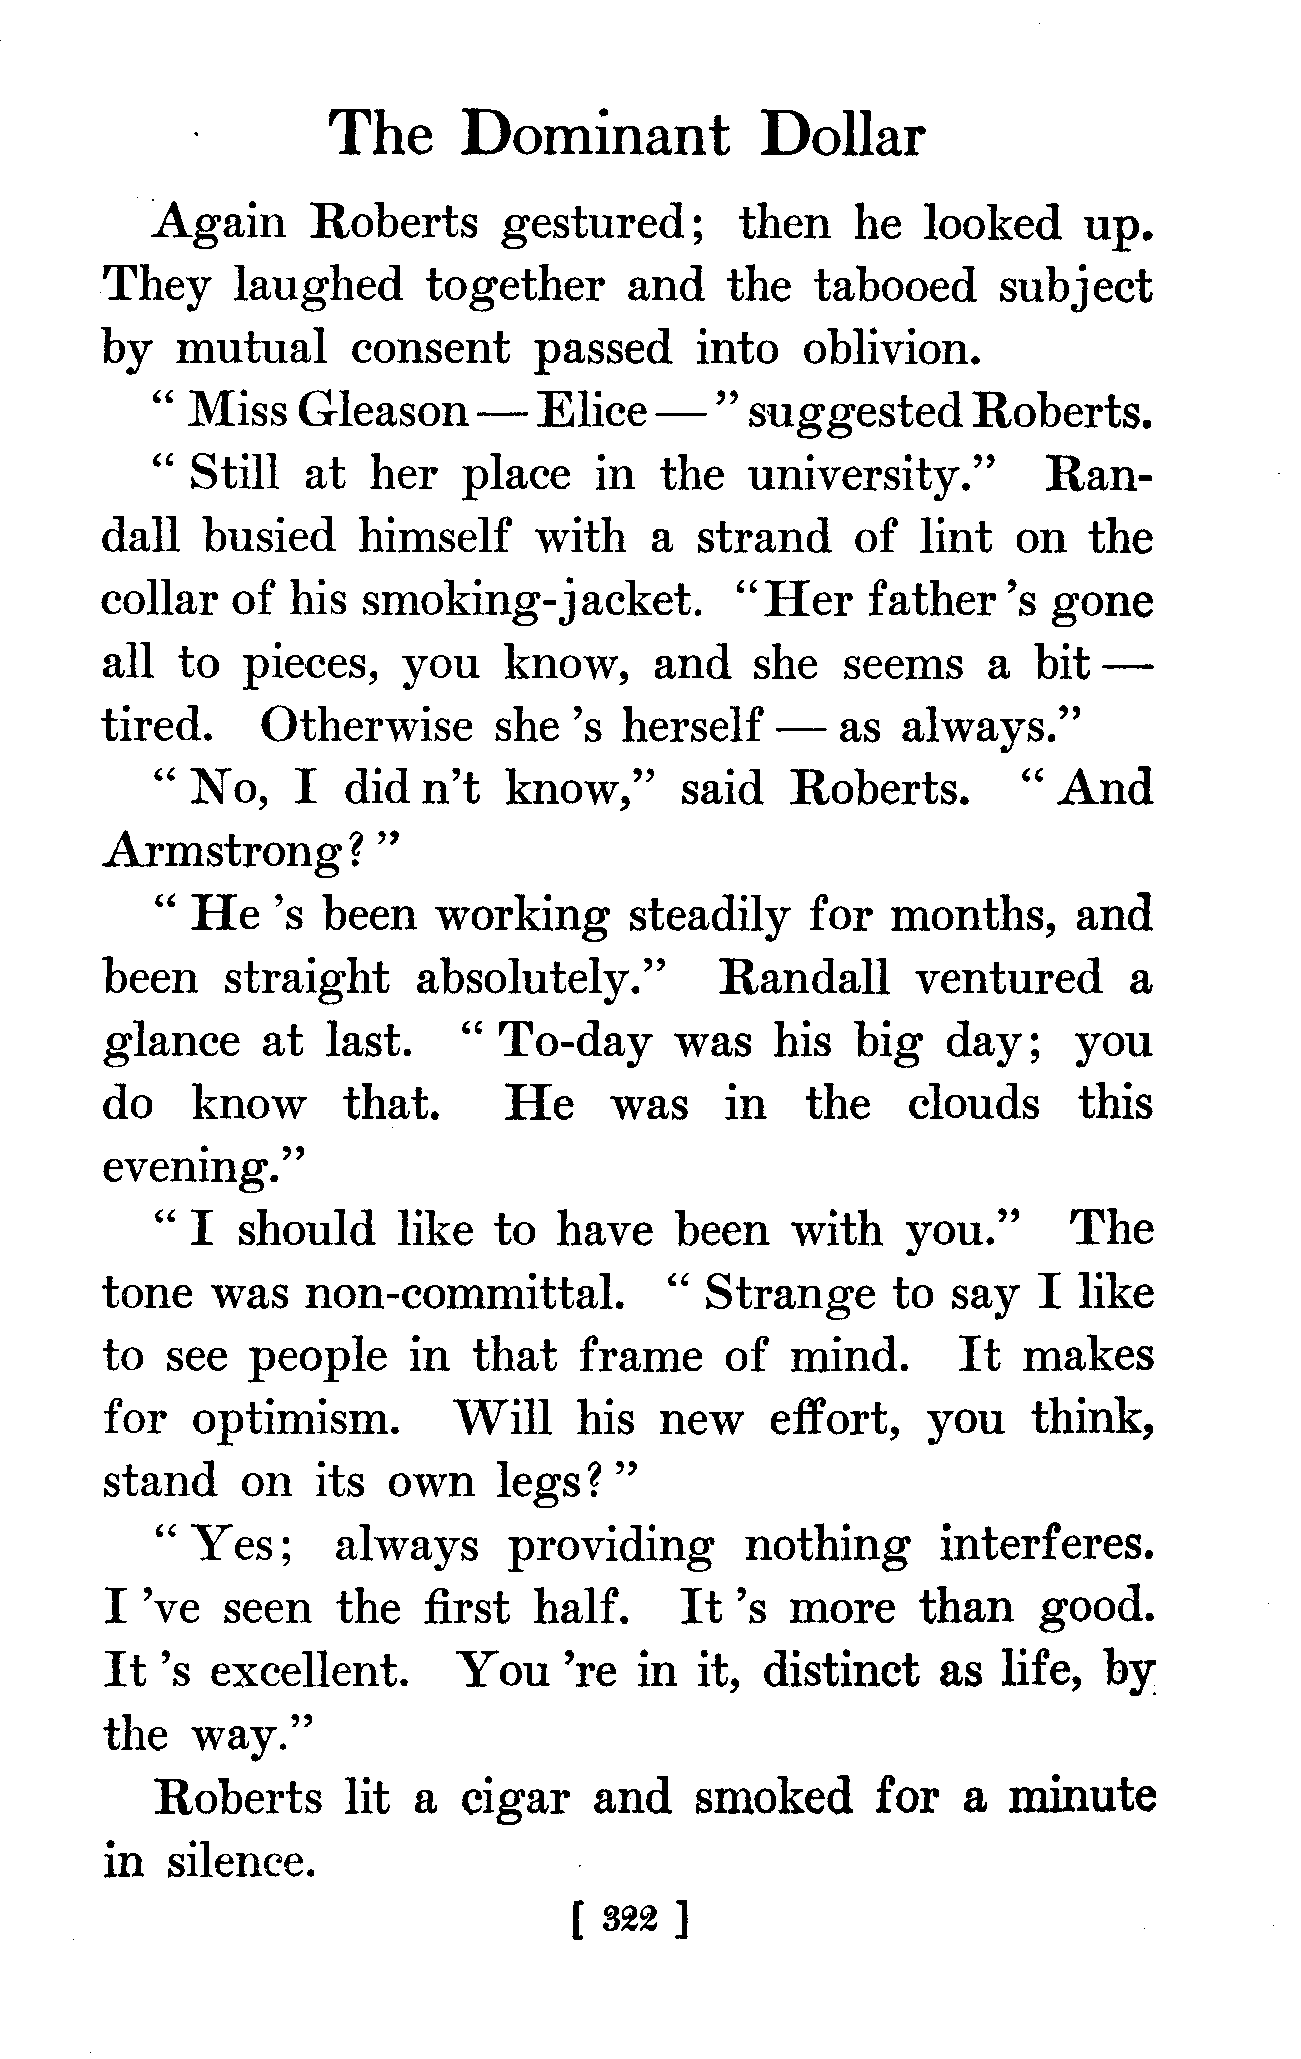 The Dominant Dollar
Again Roberts gestured; then he looked up.
They laughed together and the tabooed subject
by mutual consent passed into oblivion.
“ Miss Gleason — Elice — ” suggested Roberts.
“ Still at her place in the university.” Ran-
dall busied himself with a strand of lint on the
collar of his smoking-jacket. “Her father ’s gone
all to pieces, you know, and she seems a bit —
tired. Otherwise she ’s herself — as always.”
“ No, I did n’t know,” said Roberts. “ And
Armstrong? ”
“ He ’s been working steadily for months, and
been straight absolutely.” Randall ventured a
glance at last. “ To-day was his big day; you
do know that. He was in the clouds this
evening.”
“ I should like to have been with you.” The
tone was non-committal. “ Strange to say I like
to see people in that frame of mind. It makes
for optimism. Will his new effort, you think,
stand on its own legs? ”
“ Yes; always providing nothing interferes.
I ’ve seen the first half. It ’s more than good.
It ’s excellent. You ’re in it, distinct as life, by
the way.”
Roberts lit a cigar and smoked for a minute
in silence.
[ 322 ]